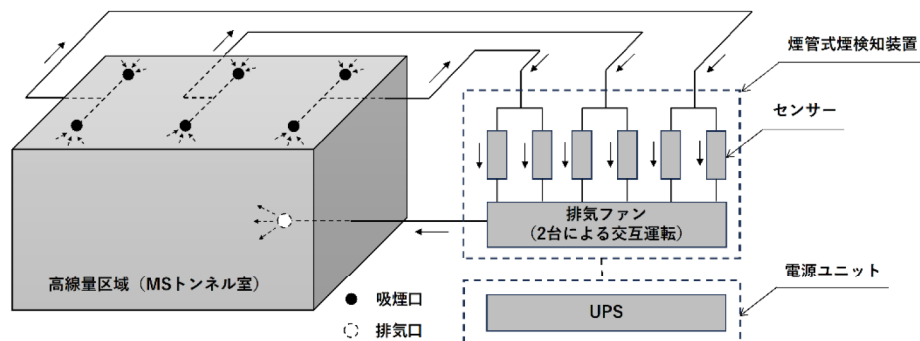 煙管式煙検知装置
センサー
排気ファン
(2台による交互運転)
高線量区域（MSトンネル室）
吸煙口
排気口
電源ユニット
UPS